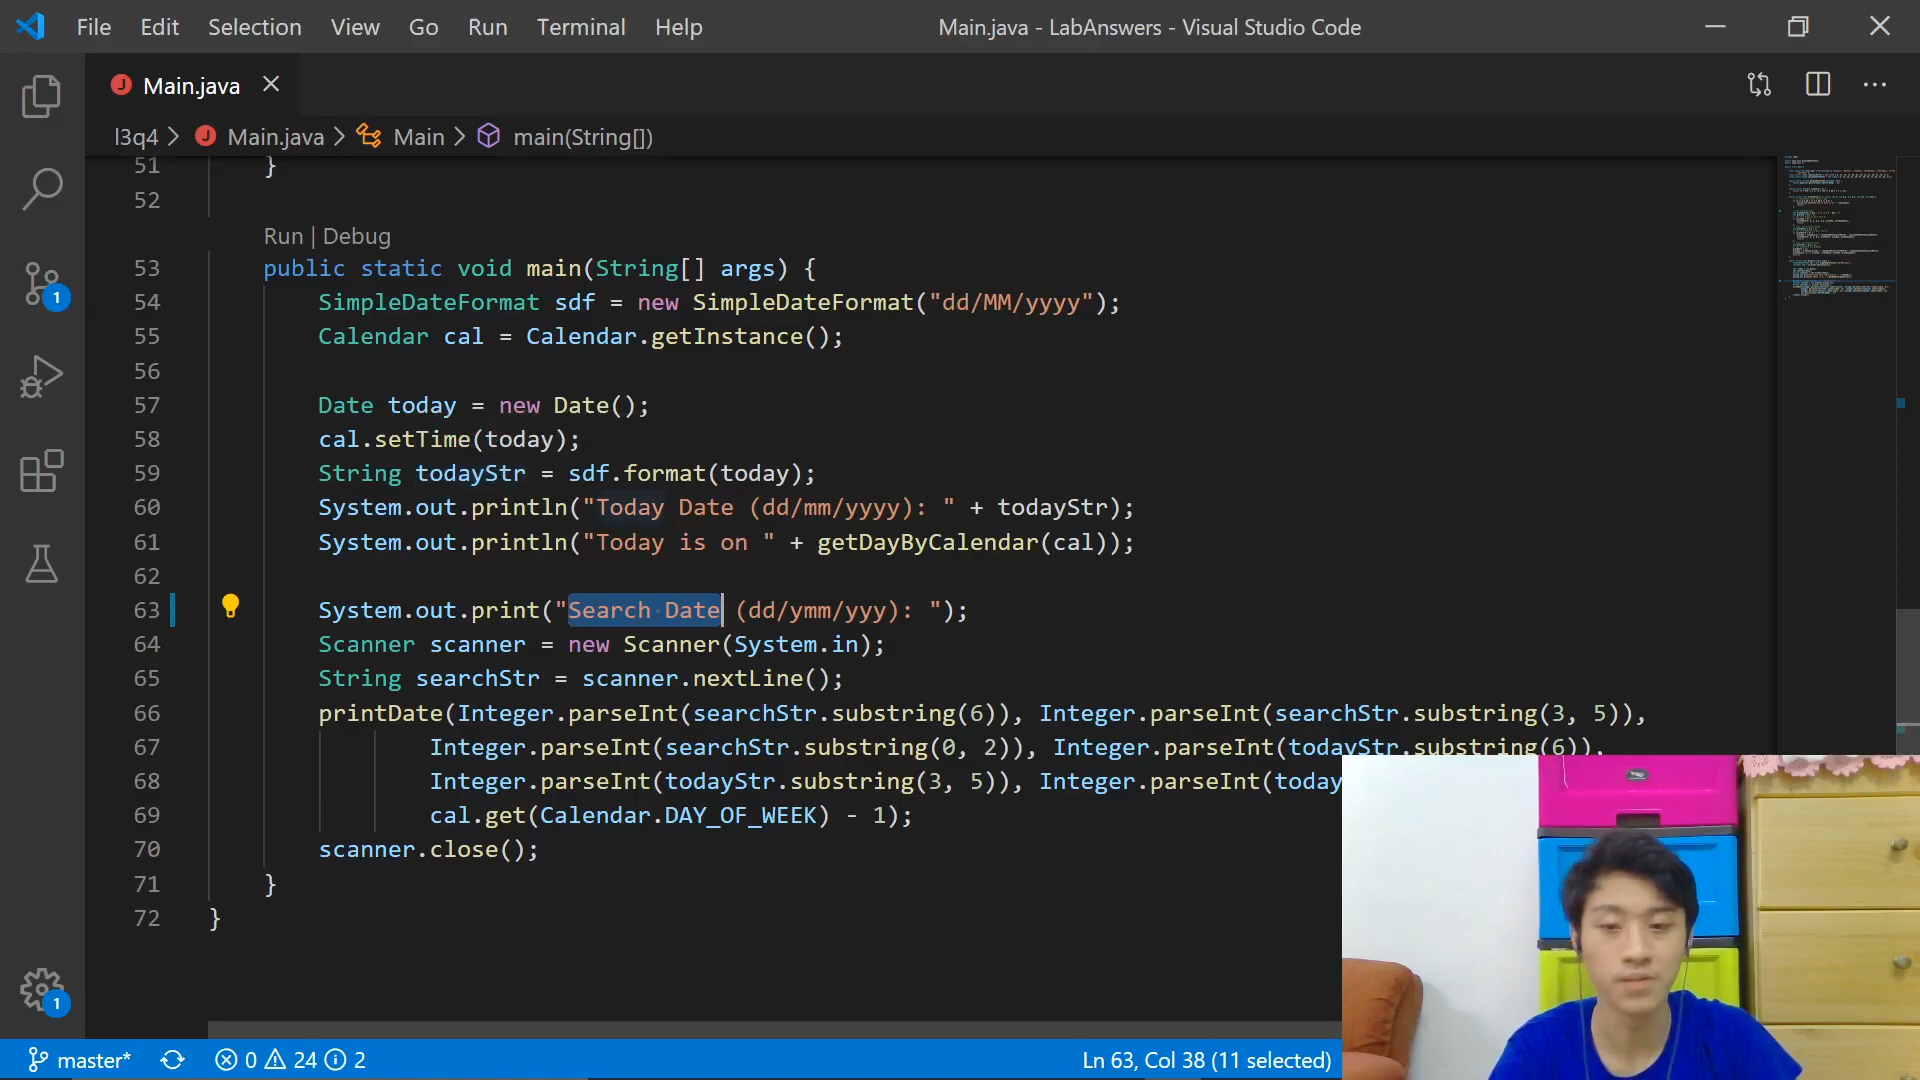 File Edit Selection View Go Run Terminal Help Main.java - LabAnswers - Visual Studio Code
J Main.java
l3q4 > J Main.java > Main > main(String[])
51 }
52
Run | Debug
53 public static void main(String[] args) {
54 SimpleDateFormat sdf = new SimpleDateFormat("dd/MM/yyyy");
55 Calendar cal = Calendar.getInstance();
56
57 Date today = new Date();
58 cal.setTime(today);
59 String todayStr = sdf.format(today);
60 System.out.println("Today Date (dd/mm/yyyy): " + todayStr);
61 System.out.println("Today is on " + getDayByCalendar(cal));
62
63 System.out.print("Search Date (dd/ymm/yyy): ");
64 Scanner scanner = new Scanner(System.in);
65 String searchStr = scanner.nextLine();
66 printDate(Integer.parseInt(searchStr.substring(6)), Integer.parseInt(searchStr.substring(3, 5)),
67 Integer.parseInt(searchStr.substring(0, 2)), Integer.parseInt(todayStr.substring(6)),
68 Integer.parseInt(todayStr.substring(3, 5)), Integer.parseInt(today
69 cal.get(Calendar.DAY_OF_WEEK) - 1);
70 scanner.close();
71 }
72 }
1
1
master* 0 24 2 Ln 63, Col 38 (11 selected)